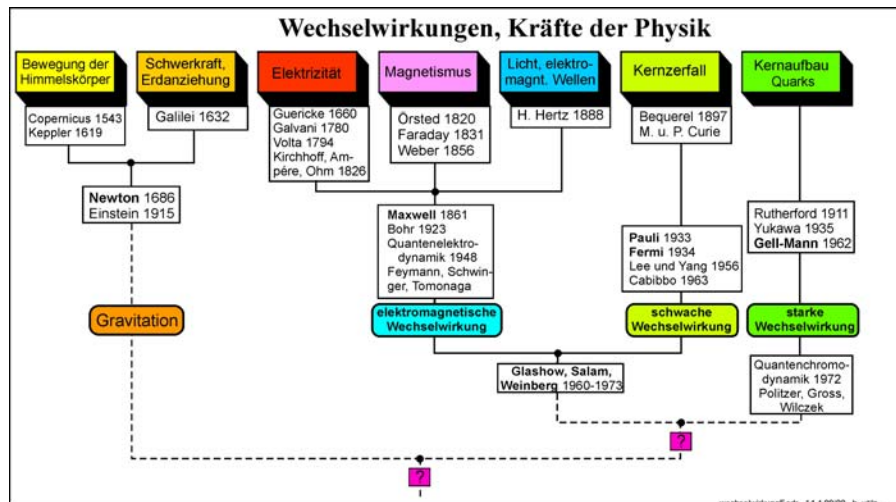 Wechselwirkungen, Kräfte der Physik
Bewegung der
Himmelskörper
Schwerkraft,
Erdanziehung
Elektrizität
Magnetismus
Licht, elektro-
magnt. Wellen
Kernzerfall
Kernaufbau
Quarks
Copernicus 1543
Keppler 1619
Galilei 1632
Guericke 1660
Galvani 1780
Volta 1794
Kirchhoff, Am-
pére, Ohm 1826
Örsted 1820
Faraday 1831
Weber 1856
H. Hertz 1888
Bequerel 1897
M. u. P. Curie
Newton 1686
Einstein 1915
Maxwell 1861
Bohr 1923
Quantenelektro-
dynamik 1948
Feymann, Schwin-
ger, Tomonaga
Pauli 1933
Fermi 1934
Lee und Yang 1956
Cabibbo 1963
Rutherford 1911
Yukawa 1935
Gell-Mann 1962
Gravitation
elektromagnetische
Wechselwirkung
schwache
Wechselwirkung
starke
Wechselwirkung
Glashow, Salam,
Weinberg 1960-1973
Quantenchromo-
dynamik 1972
Politzer, Gross,
Wilczek
?
?